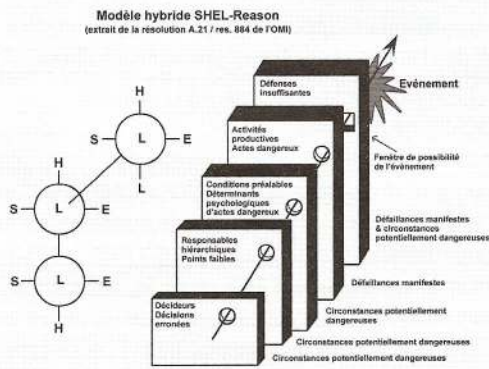 Modèle hybride SHEL-Reason
(extrait de la résolution A.21 / res. 884 de l'OMI)
H
S
L
E
L
H
S
L
E
S
L
E
H
Défenses
insuffisantes
Evénement
Activités
productives
Actes dangereux
Fenêtre de possibilité
de l'évènement
Conditions préalables
Déterminants
psychologiques
d'actes dangereux
Défaillances manifestes
& circonstances
potentiellement dangereuses
Responsables
hiérarchiques
Points faibles
Défaillances manifestes
Décideurs
Décisions
erronées
Circonstances potentiellement
dangereuses
Circonstances potentiellement dangereuses
Circonstances potentiellement dangereuses